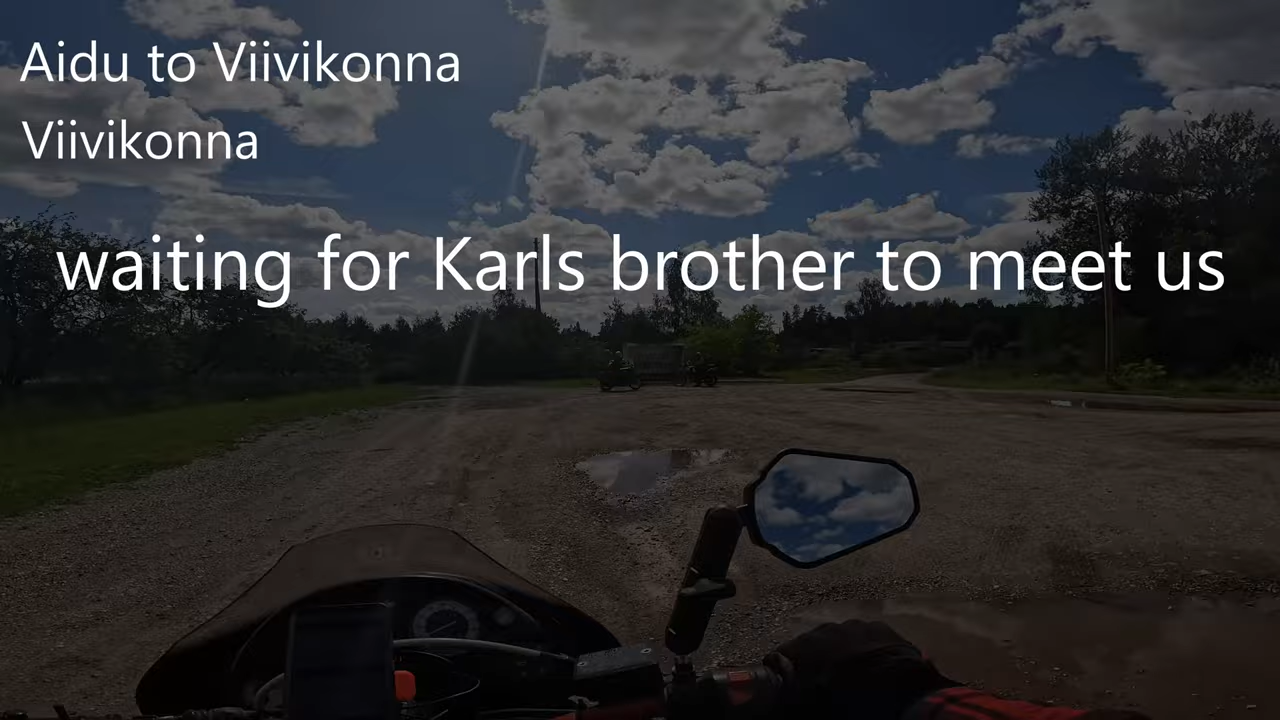 Aidu to Viivikonna
Viivikonna
waiting for Karls brother to meet us